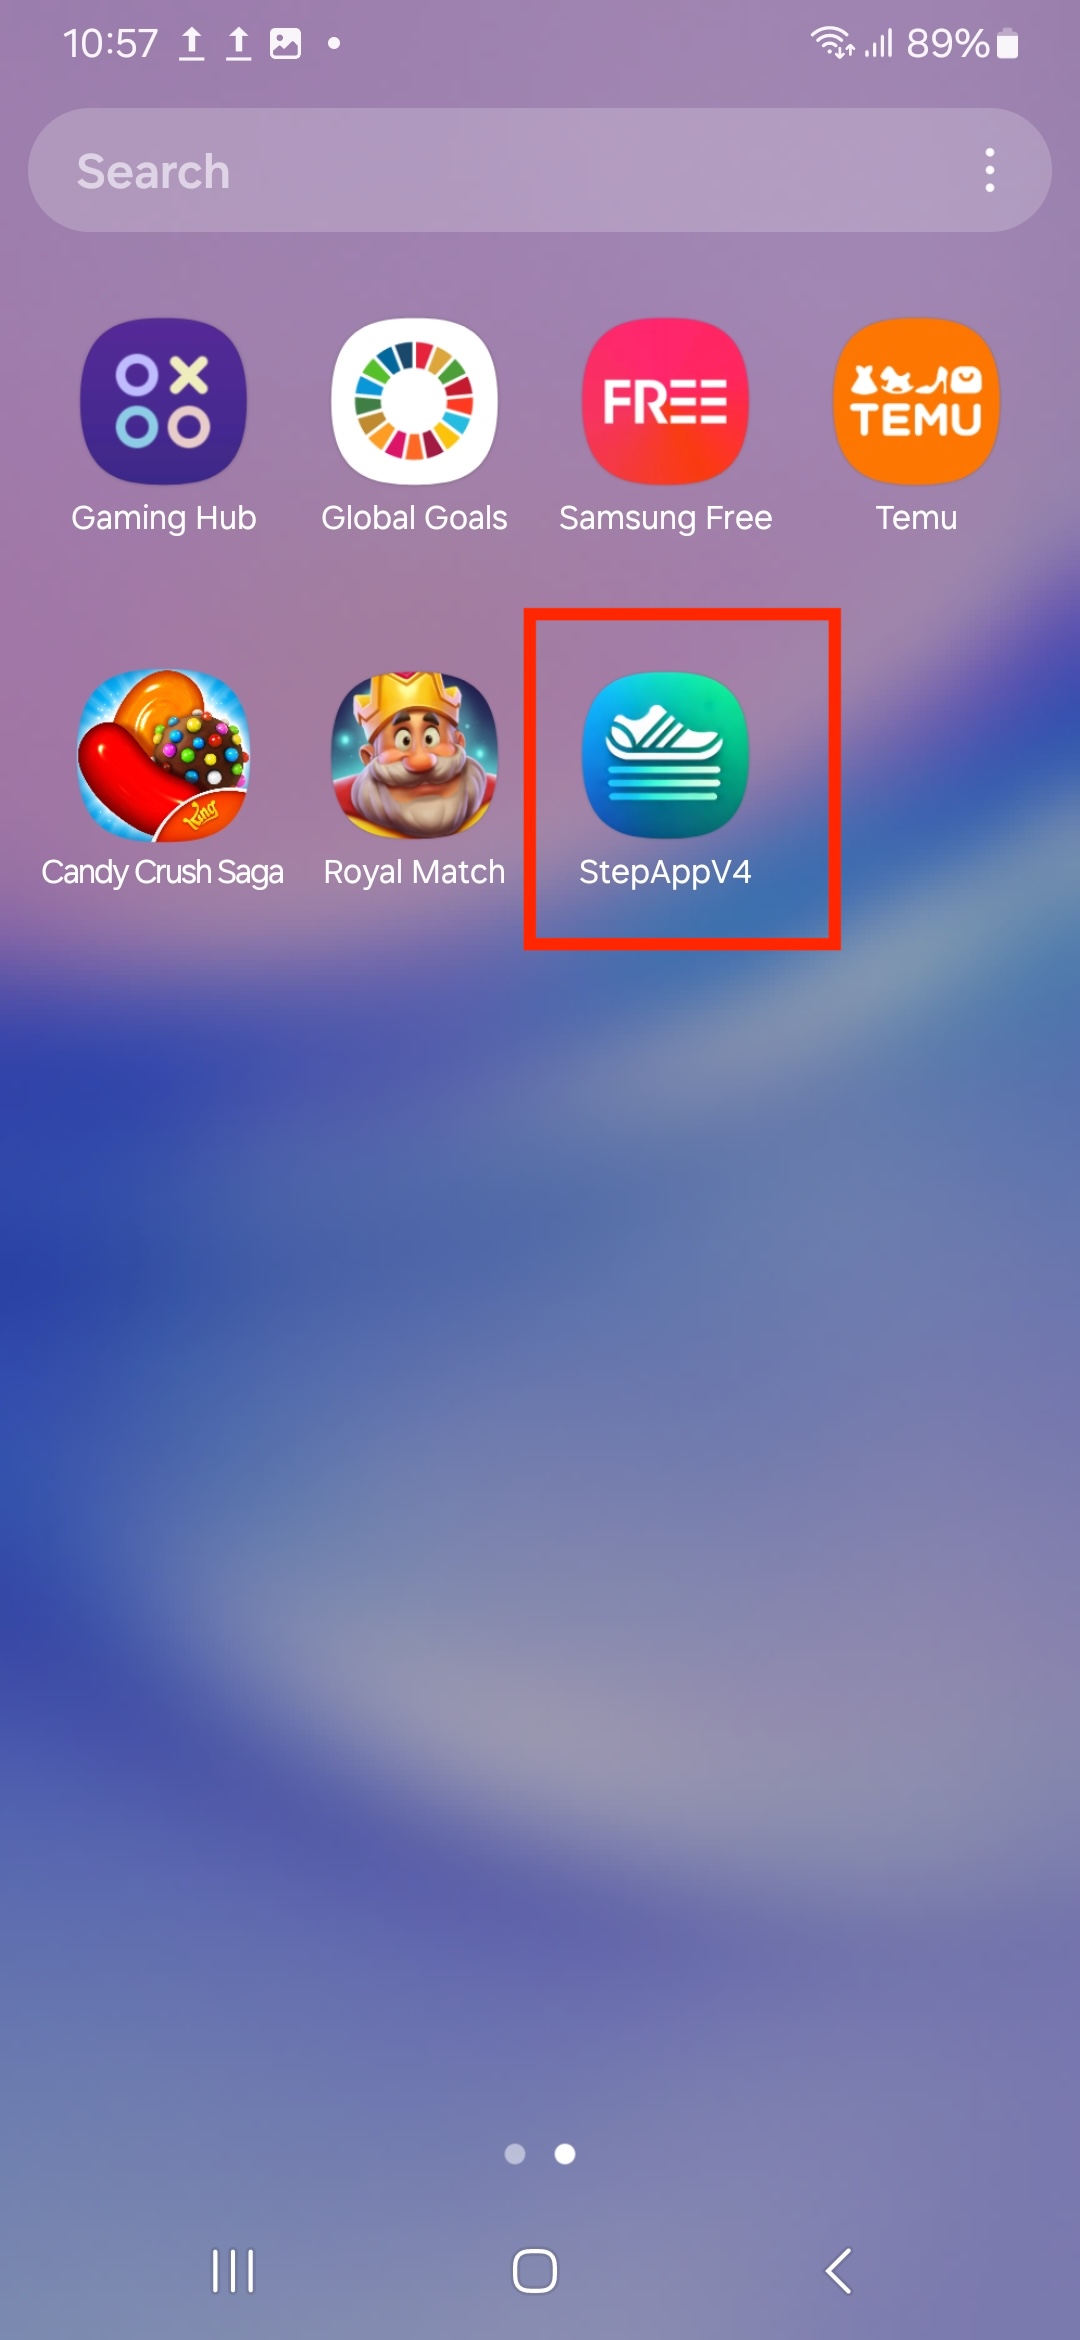 10:57 89%
Search
FREE TEMU
Gaming Hub Global Goals Samsung Free Temu
King
Candy Crush Saga Royal Match StepAppV4